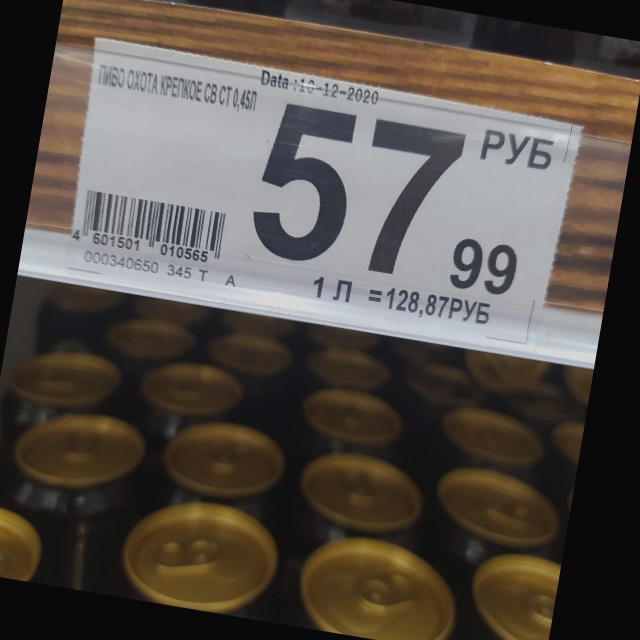 ПИВО ОХОТА КРЕПКОЕ СВ СТ 0,45Л
Data :10-12-2020
57 99 РУБ
4 601501 010565
000340650 345 Т А
1 Л =128,87РУБ